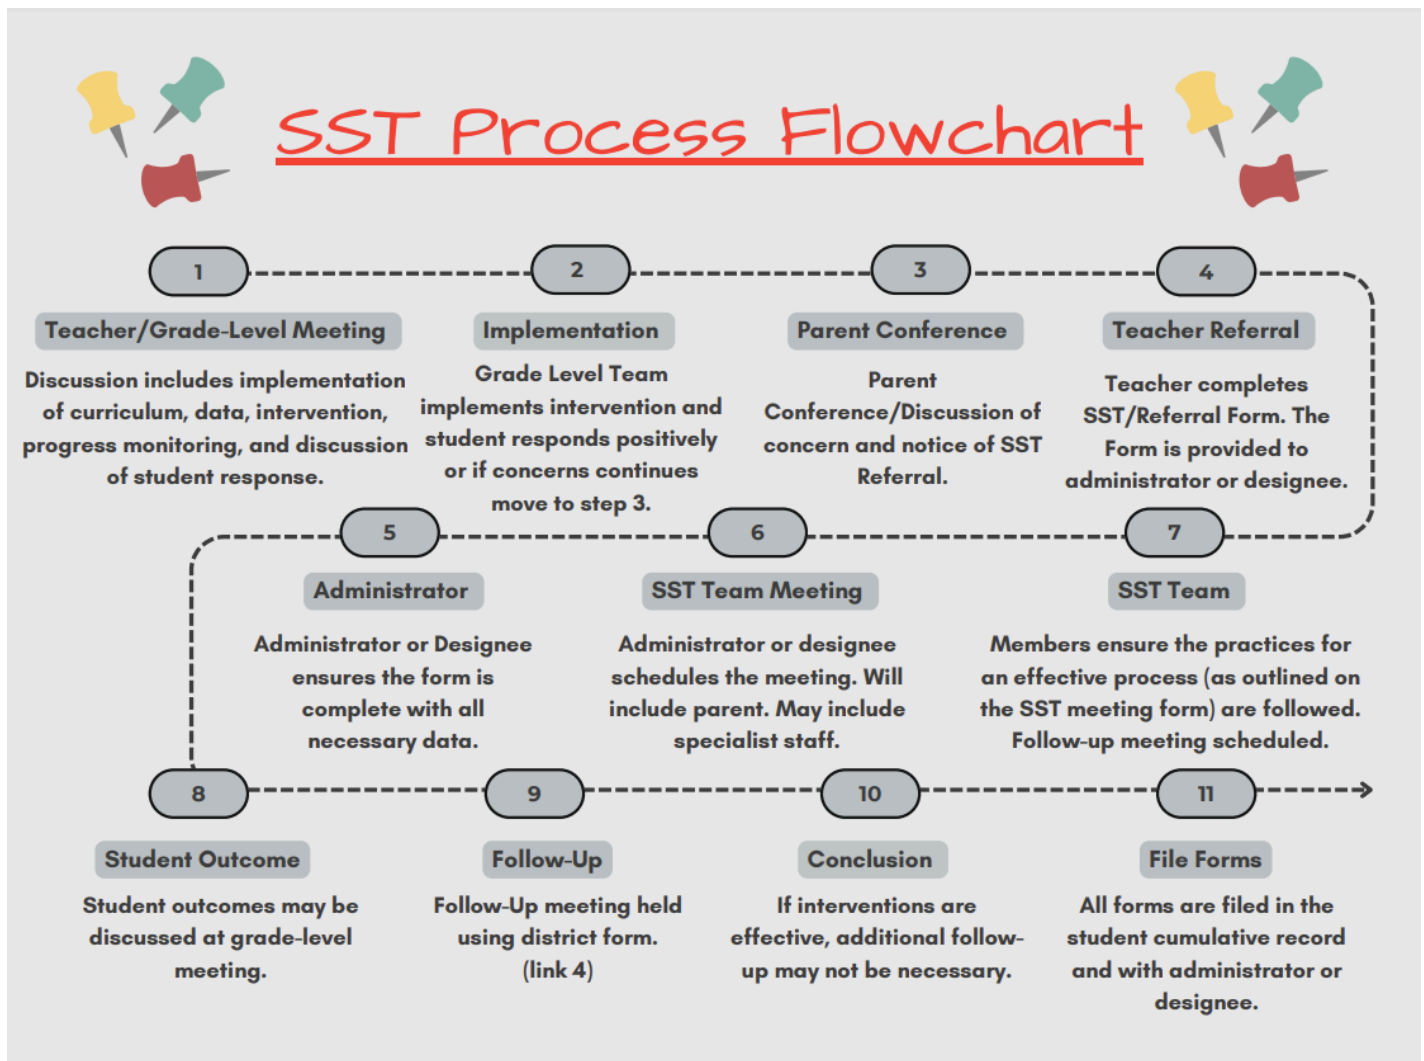 SST Process Flowchart
1
Teacher/Grade-Level Meeting
Discussion includes implementation
of curriculum, data, intervention,
progress monitoring, and discussion
of student response.
2
Implementation
Grade Level Team
implements intervention and
student responds positively
or if concerns continues
move to step 3.
3
Parent Conference
Parent
Conference/Discussion of
concern and notice of SST
Referral.
4
Teacher Referral
Teacher completes
SST/Referral Form. The
Form is provided to
administrator or designee.
5
Administrator
Administrator or Designee
ensures the form is
complete with all
necessary data.
6
SST Team Meeting
Administrator or designee
schedules the meeting. Will
include parent. May include
specialist staff.
7
SST Team
Members ensure the practices for
an effective process (as outlined on
the SST meeting form) are followed.
Follow-up meeting scheduled.
8
Student Outcome
Student outcomes may be
discussed at grade-level
meeting.
9
Follow-Up
Follow-Up meeting held
using district form.
(link 4)
10
Conclusion
If interventions are
effective, additional follow-
up may not be necessary.
11
File Forms
All forms are filed in the
student cumulative record
and with administrator or
designee.